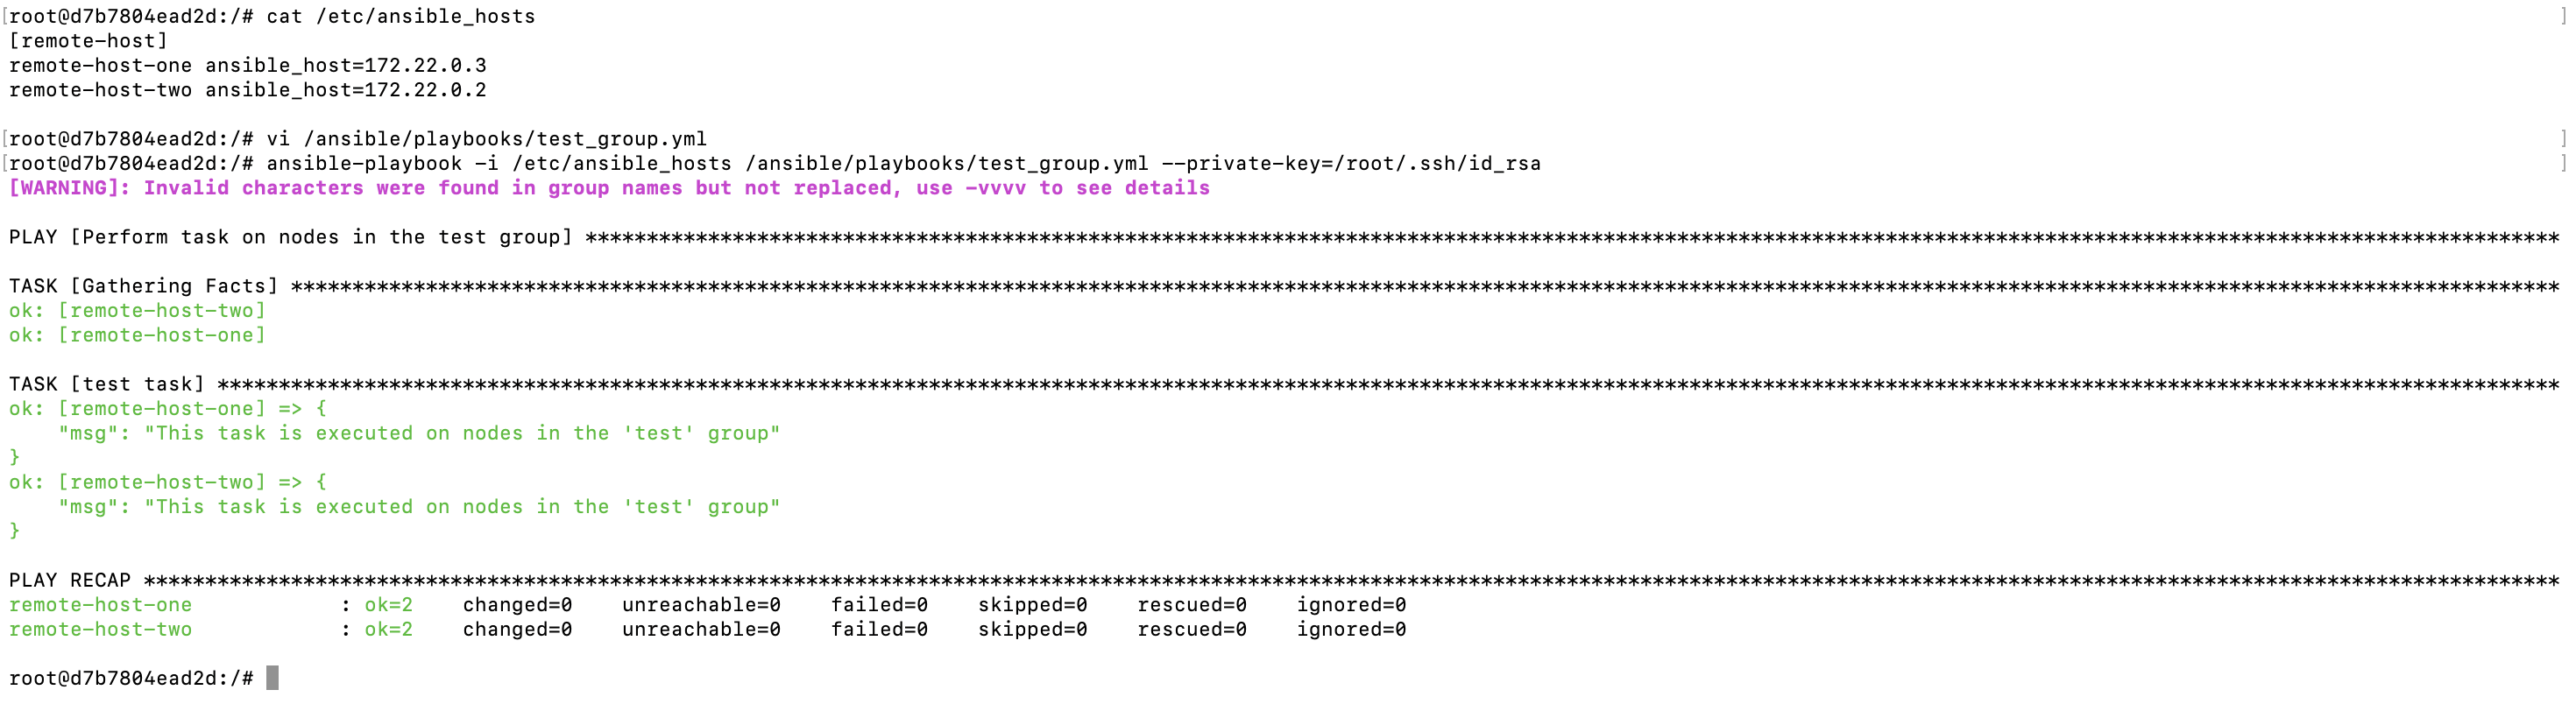 [root@d7b7804ead2d:/# cat /etc/ansible_hosts ]
[remote-host]
remote-host-one ansible_host=172.22.0.3
remote-host-two ansible_host=172.22.0.2
[root@d7b7804ead2d:/# vi /ansible/playbooks/test_group.yml ]
[root@d7b7804ead2d:/# ansible-playbook -i /etc/ansible_hosts /ansible/playbooks/test_group.yml --private-key=/root/.ssh/id_rsa ]
[WARNING]: Invalid characters were found in group names but not replaced, use -vvvv to see details
PLAY [Perform task on nodes in the test group] *****************************************************************************************************************************************************************
TASK [Gathering Facts] *****************************************************************************************************************************************************************************************
ok: [remote-host-two]
ok: [remote-host-one]
TASK [test task] ***********************************************************************************************************************************************************************************************
ok: [remote-host-one] => {
    "msg": "This task is executed on nodes in the 'test' group"
}
ok: [remote-host-two] => {
    "msg": "This task is executed on nodes in the 'test' group"
}
PLAY RECAP *****************************************************************************************************************************************************************************************************
remote-host-one            : ok=2    changed=0    unreachable=0    failed=0    skipped=0    rescued=0    ignored=0
remote-host-two            : ok=2    changed=0    unreachable=0    failed=0    skipped=0    rescued=0    ignored=0
root@d7b7804ead2d:/#